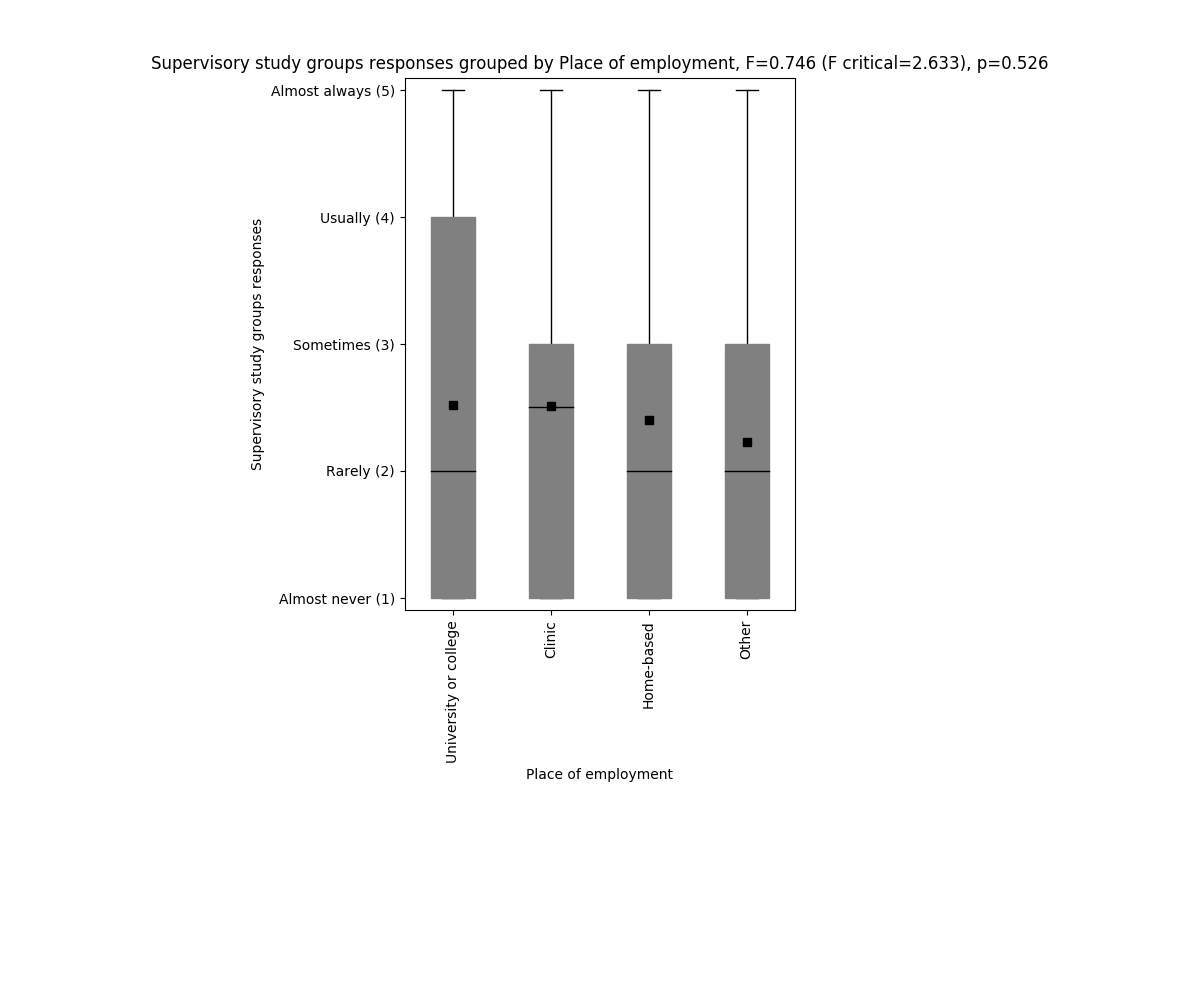 Supervisory study groups responses grouped by Place of employment, F=0.746 (F critical=2.633), p=0.526
Almost always (5)
Usually (4)
Sometimes (3)
Rarely (2)
Almost never (1)
Supervisory study groups responses
University or college
Clinic
Home-based
Other
Place of employment